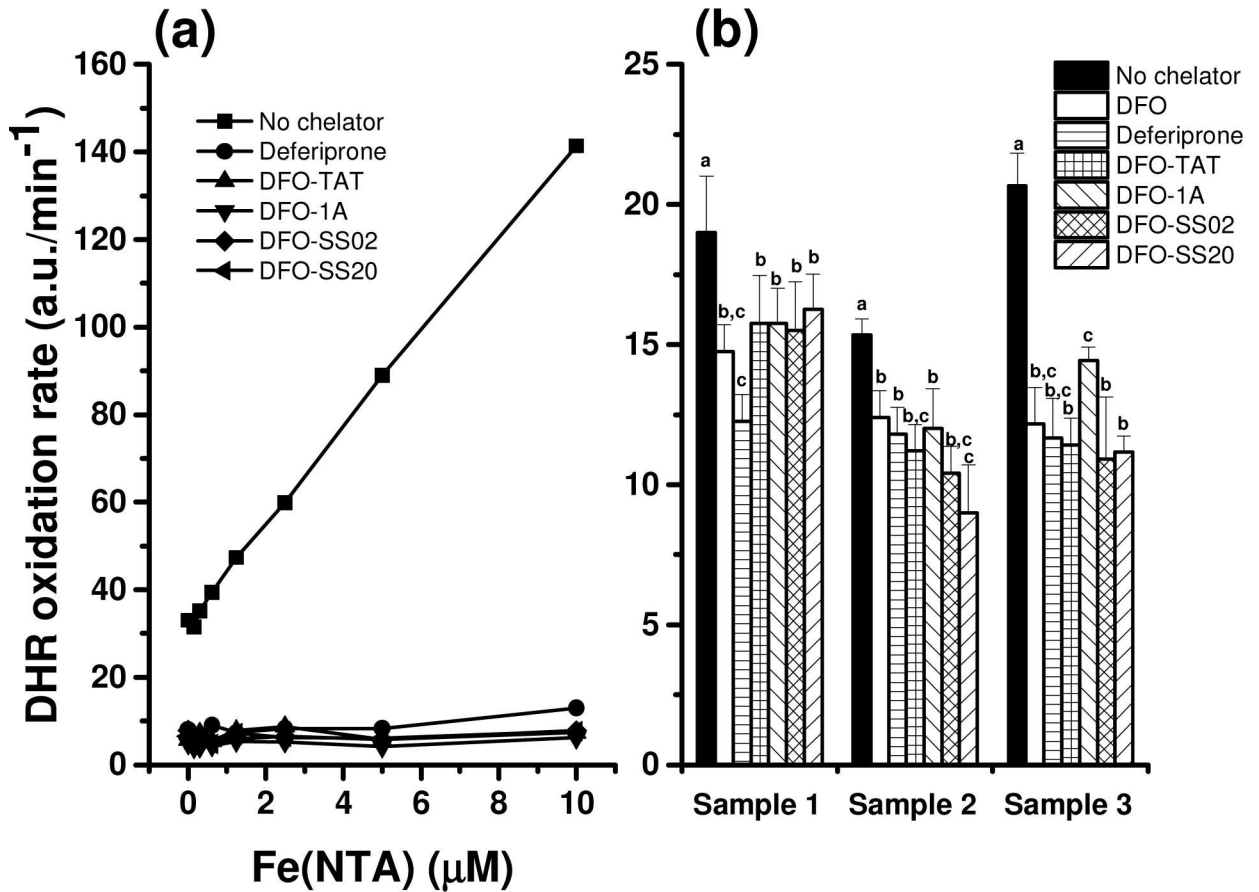 (a)
160
140
120
100
80
60
40
20
0
0 2 4 6 8 10
DHR oxidation rate (a.u./min⁻¹)
Fe(NTA) (μM)
No chelator
Deferiprone
DFO-TAT
DFO-1A
DFO-SS02
DFO-SS20
(b)
25
20
15
10
5
0
No chelator
DFO
Deferiprone
DFO-TAT
DFO-1A
DFO-SS02
DFO-SS20
a
b,c
c
b
b
b
b
a
b
b
b,c
b
b,c
c
a
b,c
b,c
b
c
b
b
Sample 1 Sample 2 Sample 3